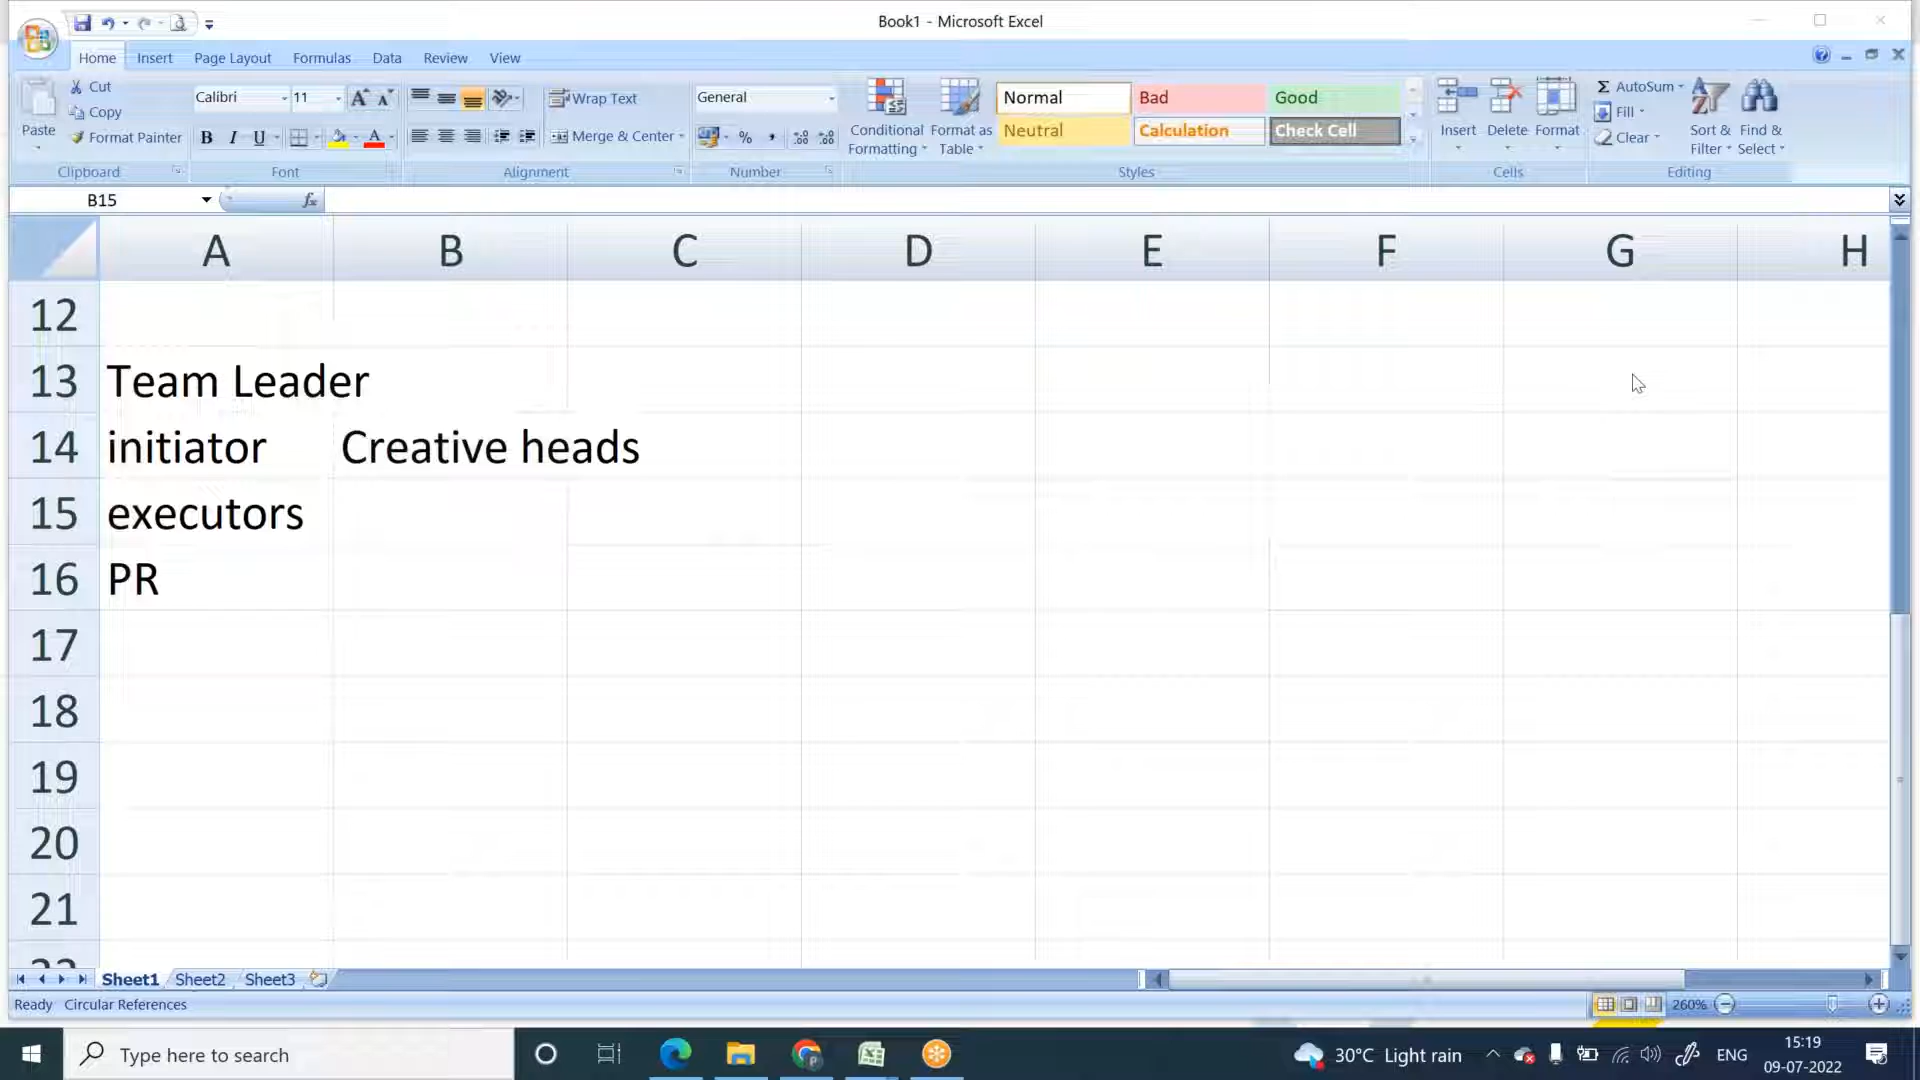 Book1 - Microsoft Excel
Home Insert Page Layout Formulas Data Review View
Paste
Cut
Copy
Format Painter
Clipboard
Calibri 11
B I U A
Font
Wrap Text
Merge & Center
Alignment
General
%
Number
Conditional Formatting
Format as Table
Normal Bad Good
Neutral Calculation Check Cell
Styles
Insert Delete Format
Cells
Σ AutoSum
Fill
Clear
Sort & Filter
Find & Select
Editing
B15 fx
A B C D E F G H
12
13 Team Leader
14 initiator Creative heads
15 executors
16 PR
17
18
19
20
21
22
Sheet1 Sheet2 Sheet3
Ready Circular References 260%
Type here to search
30°C Light rain
ENG
15:19
09-07-2022